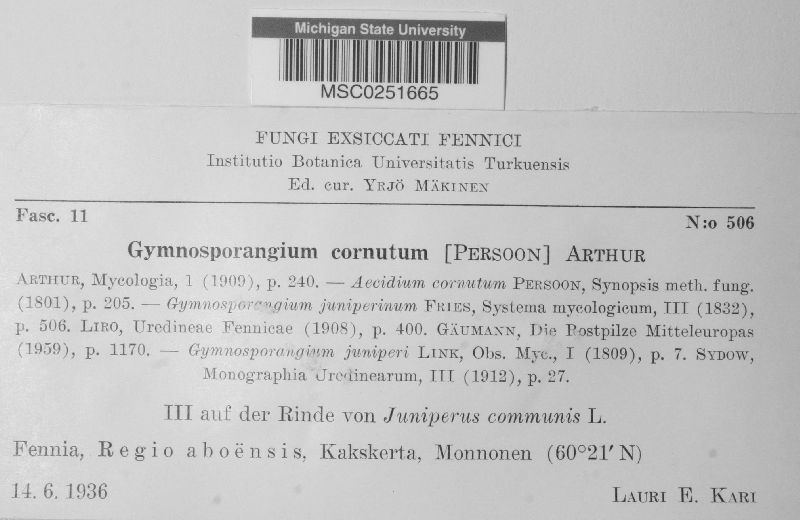 Michigan State University
MSC0251665
FUNGI EXSICCATI FENNICI
Institutio Botanica Universitatis Turkuensis
Ed. cur. YRJÖ MÄKINEN
Fasc. 11
N:o 506
Gymnosporangium cornutum [PERSOON] ARTHUR
ARTHUR, Mycologia, 1 (1909), p. 240. — Aecidium cornutum PERSOON, Synopsis meth. fung.
(1801), p. 205. — Gymnosporangium juniperinum FRIES, Systema mycologicum, III (1832),
p. 506. LIRO, Uredineae Fennicae (1908), p. 400. GÄUMANN, Die Rostpilze Mitteleuropas
(1959), p. 1170. — Gymnosporangium juniperi LINK, Obs. Myc., I (1809), p. 7. SYDOW,
Monographia Uredinearum, III (1912), p. 27.
III auf der Rinde von Juniperus communis L.
Fennia, Regio aboënsis, Kakskerta, Monnonen (60°21′ N)
14. 6. 1936
LAURI E. KARI